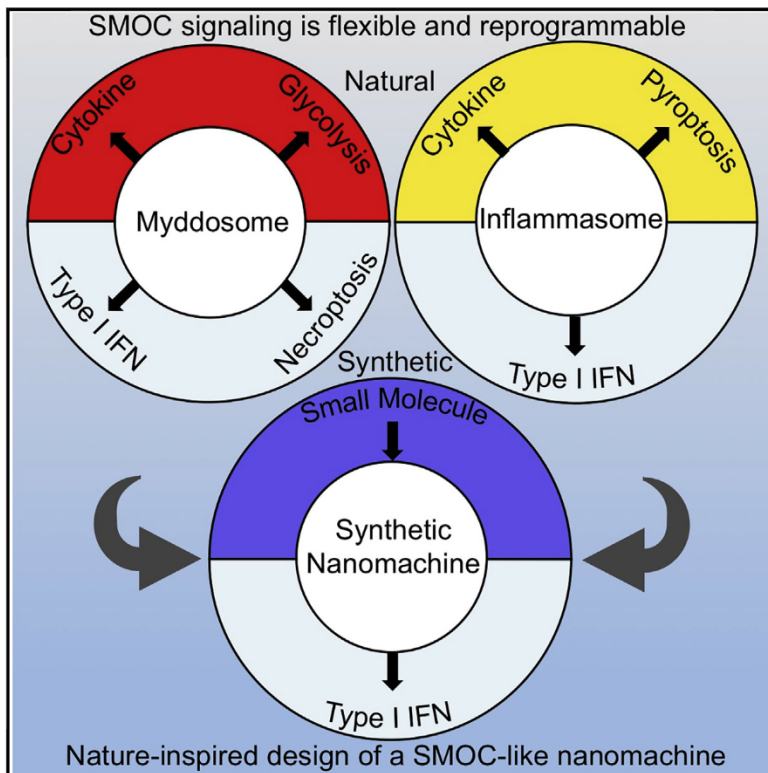 SMOC signaling is flexible and reprogrammable
Natural
Cytokine
Glycolysis
Myddosome
Type I IFN
Necroptosis
Cytokine
Pyroptosis
Inflammasome
Type I IFN
Synthetic
Small Molecule
Synthetic
Nanomachine
Type I IFN
Nature-inspired design of a SMOC-like nanomachine